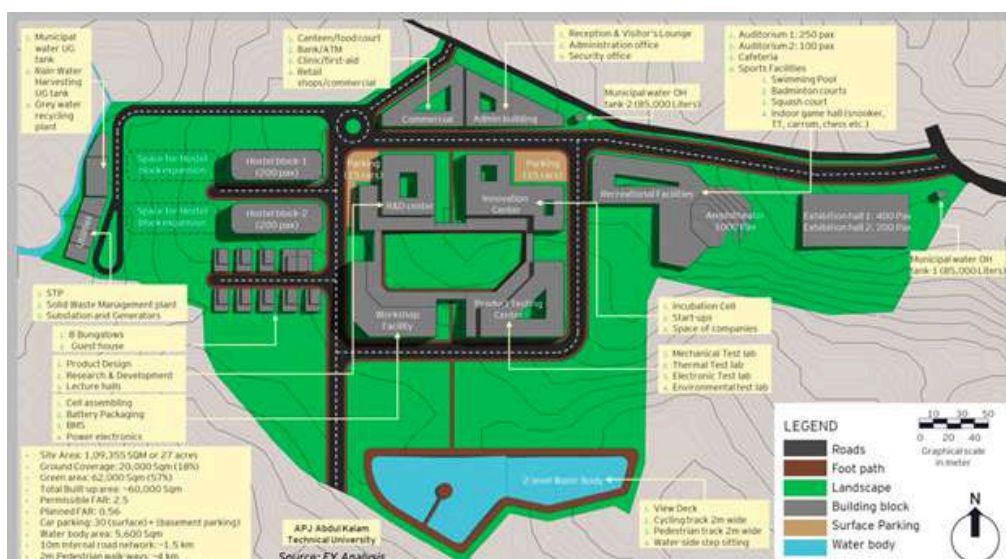 Municipal water UG tank
Rain Water Harvesting UG tank
Grey water recycling plant
Canteen/food court
Bank/ATM
Clinic/first-aid
Retail shops/commercial
Reception & Visitor's Lounge
Administration office
Security office
Municipal water OH
tank-2 (85,000 Liters)
Auditorium 1: 250 pax
Auditorium 2: 100 pax
Cafeteria
Sports Facilities
Swimming Pool
Badminton courts
Squash court
Indoor game hall (snooker,
TT, carrom, chess etc.)
Commercial
Admin building
Space for Hostel
block expansion
Hostel block-1
(200 pax)
Space for Hostel
block expansion
Hostel block-2
(200 pax)
Parking
(15 cars)
R&D center
Innovation
Center
Parking
(15 cars)
Recreational Facilities
Amphitheater
1000 Pax
Exhibition hall 1: 400 Pax
Exhibition hall 2: 200 Pax
Municipal water OH
tank-1 (85,000 Liters)
Workshop
Facility
Product Testing
Center
STP
Solid Waste Management plant
Substation and Generators
8 Bungalows
Guest house
Product Design
Research & Development
Lecture halls
Cell assembling
Battery Packaging
BMS
Power electronics
Incubation Cell
Start-ups
Space of companies
Mechanical Test lab
Thermal Test lab
Electronic Test lab
Environmental test lab
Site Area: 1,09,355 SQM or 27 acres
Ground Coverage: 20,000 Sqm (18%)
Green area: 62,000 Sqm (57%)
Total Built up area: ~60,000 Sqm
Permissible FAR: 2.5
Planned FAR: 0.56
Car parking: 30 (surface) + (basement parking)
Water body area: 5,600 Sqm
10m Internal road network: ~1.5 km
2m Pedestrian walk-ways: ~4 km
APJ Abdul Kalam
Technical University
Source: EY Analysis
2 level Water Body
View Deck
Cycling track 2m wide
Pedestrian track 2m wide
Water-side step sitting
LEGEND
Roads
Foot path
Landscape
Building block
Surface Parking
Water body
10 30 50
0 20 40
Graphical scale
in meter
N